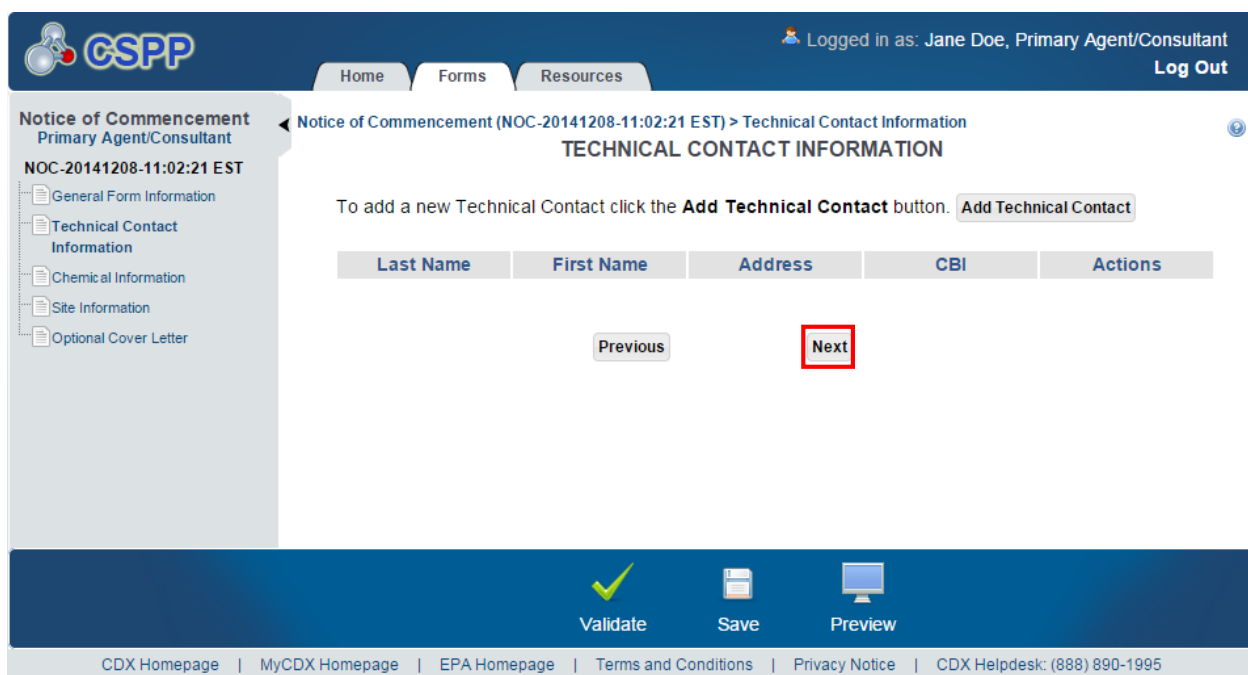 CSPP
Logged in as: Jane Doe, Primary Agent/Consultant
Log Out
Home Forms Resources
Notice of Commencement
Primary Agent/Consultant
NOC-20141208-11:02:21 EST
General Form Information
Technical Contact
Information
Chemical Information
Site Information
Optional Cover Letter
Notice of Commencement (NOC-20141208-11:02:21 EST) > Technical Contact Information
TECHNICAL CONTACT INFORMATION
To add a new Technical Contact click the Add Technical Contact button. Add Technical Contact
Last Name First Name Address CBI Actions
Previous Next
Validate Save Preview
CDX Homepage | MyCDX Homepage | EPA Homepage | Terms and Conditions | Privacy Notice | CDX Helpdesk: (888) 890-1995